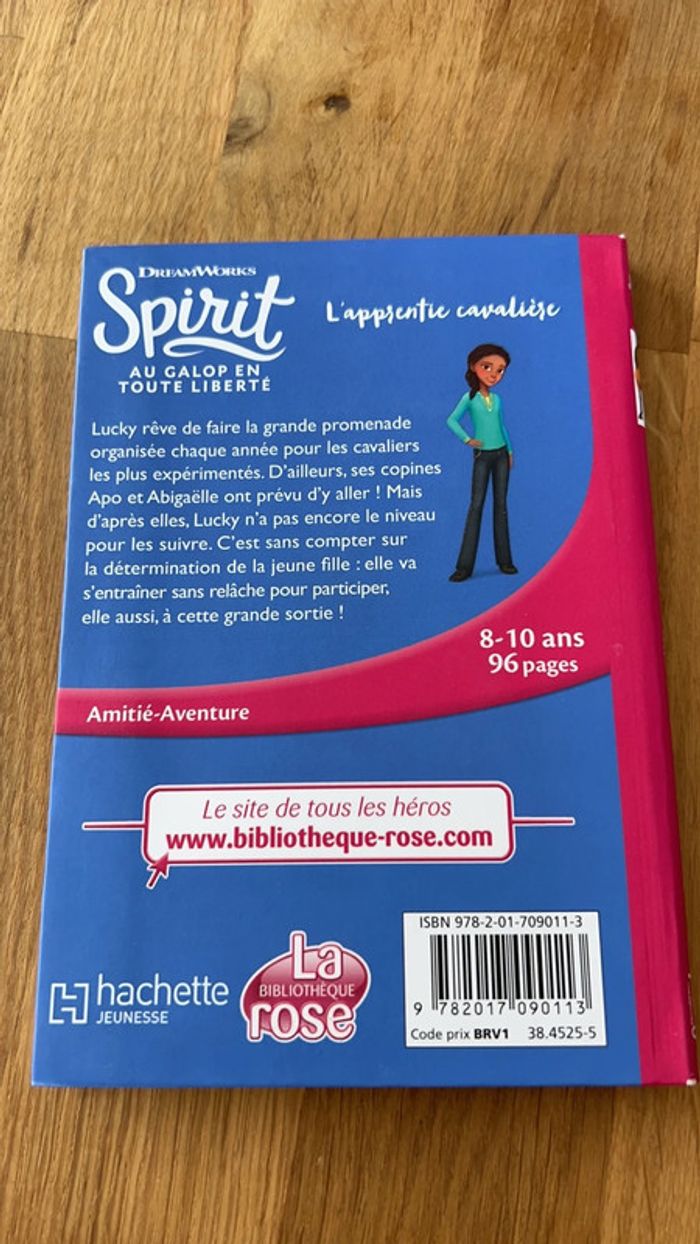 DREAMWORKS
Spirit
AU GALOP EN
TOUTE LIBERTÉ
L'apprentie cavalière
Lucky rêve de faire la grande promenade
organisée chaque année pour les cavaliers
les plus expérimentés. D'ailleurs, ses copines
Apo et Abigaëlle ont prévu d'y aller ! Mais
d'après elles, Lucky n'a pas encore le niveau
pour les suivre. C'est sans compter sur
la détermination de la jeune fille : elle va
s'entraîner sans relâche pour participer,
elle aussi, à cette grande sortie !
8-10 ans
96 pages
Amitié-Aventure
Le site de tous les héros
www.bibliotheque-rose.com
hachette
JEUNESSE
La
BIBLIOTHÈQUE
rose
ISBN 978-2-01-709011-3
9 782017 090113
Code prix BRV1 38.4525-5